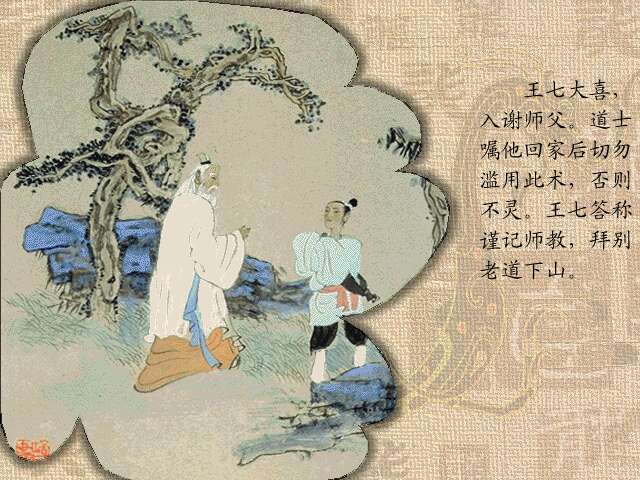 王七大喜，
入谢师父。道士
嘱他回家后切勿
滥用此术，否则
不灵。王七答称
谨记师教，拜别
老道下山。